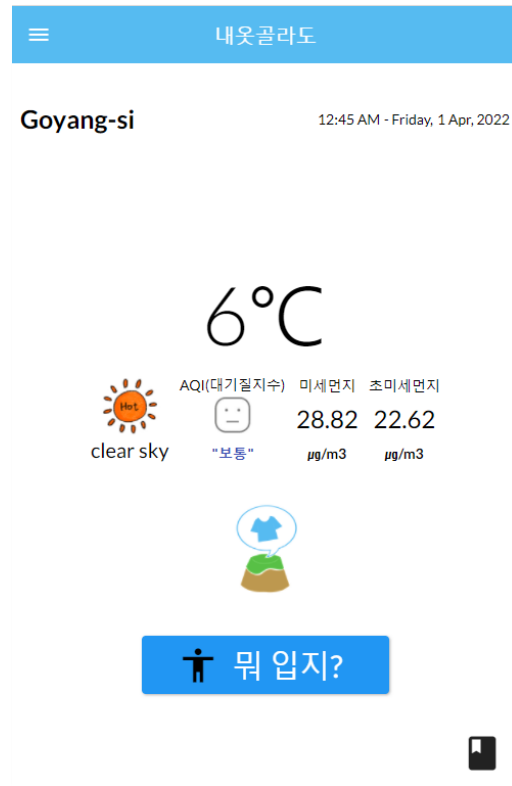 내옷골라도
Goyang-si
12:45 AM - Friday, 1 Apr, 2022
6°C
AQI(대기질지수) 미세먼지 초미세먼지
Hot
28.82 22.62
clear sky "보통" μg/m3 μg/m3
뭐 입지?